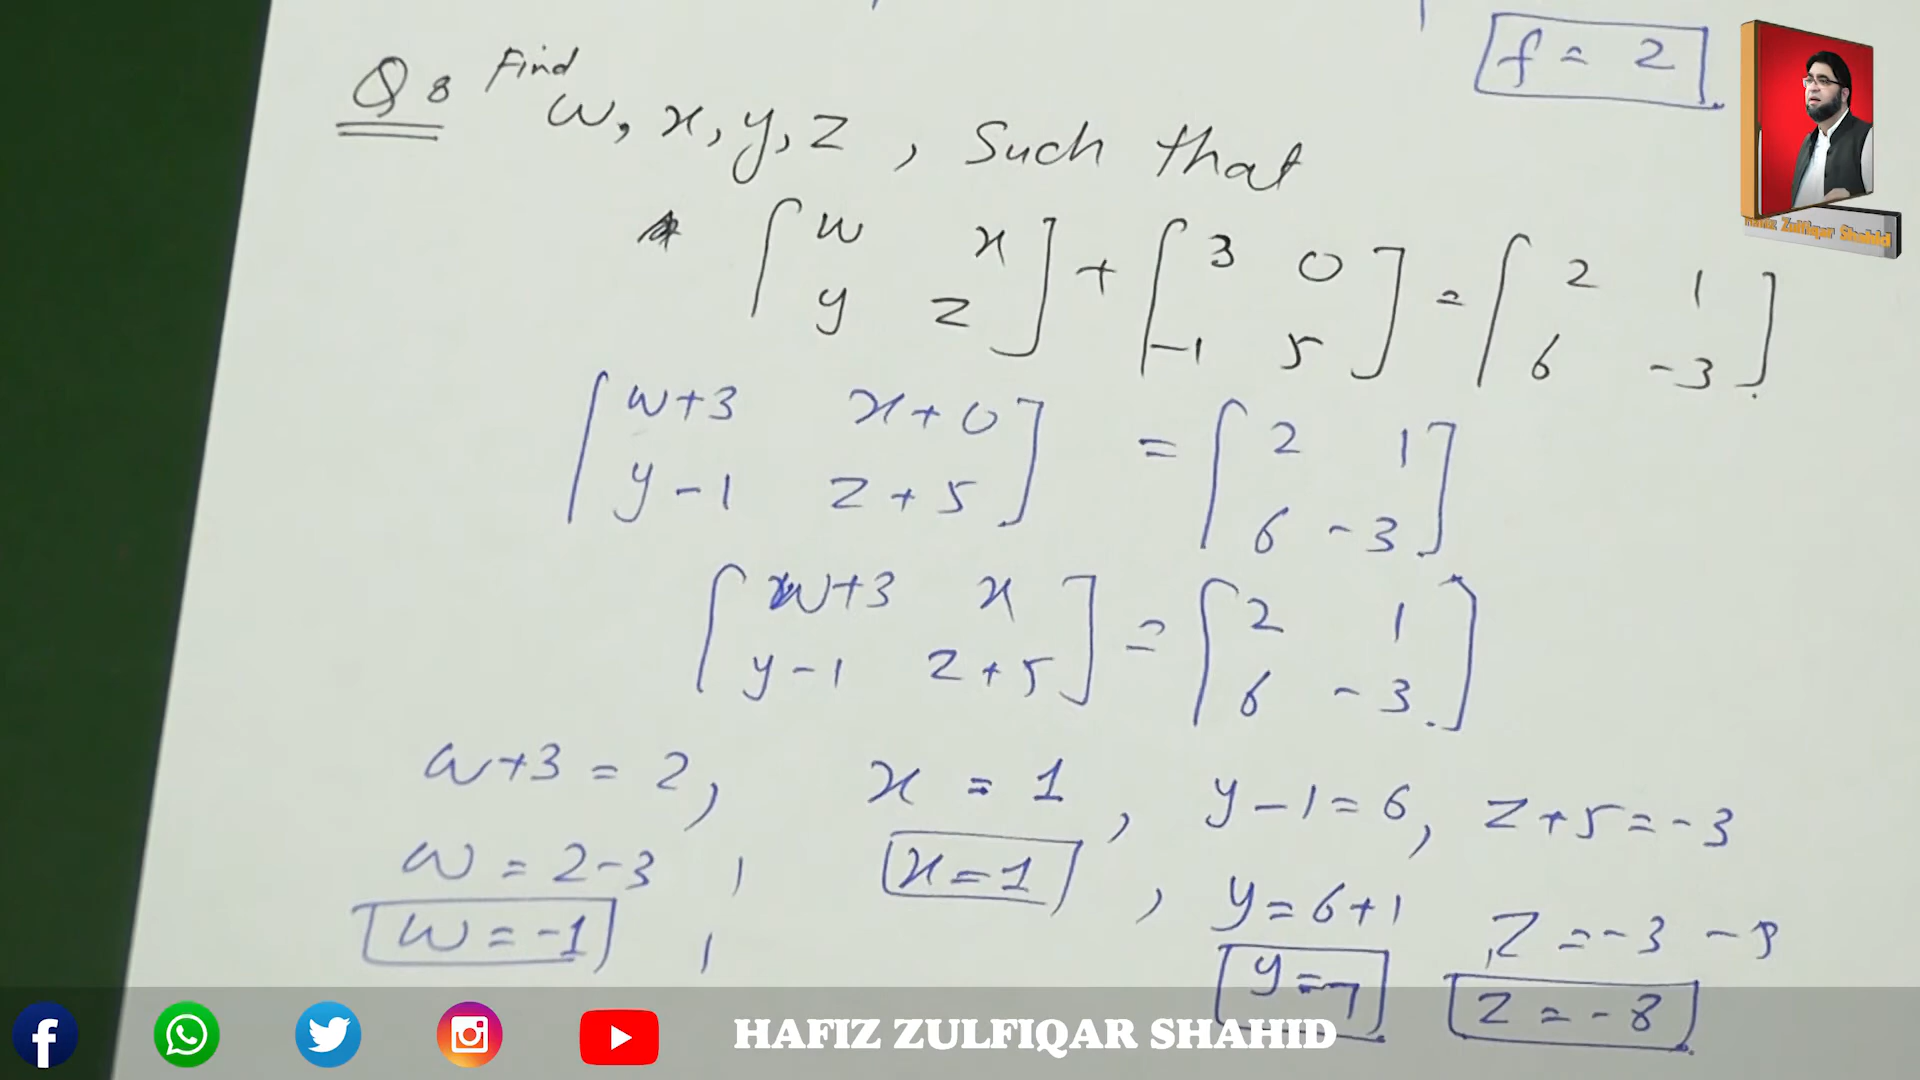 f = 2
Q 8 Find
w, x, y, z, Such that
[w x; y z] + [3 0; -1 5] = [2 1; 6 -3]
[w+3 x+0; y-1 z+5] = [2 1; 6 -3]
[w+3 x; y-1 z+5] = [2 1; 6 -3]
w+3 = 2, x = 1, y-1=6, z+5=-3
w = 2-3, x=1, y=6+1 z=-3-5
w=-1, y=7 z=-8
Hafiz Zulfiqar Shahid
HAFIZ ZULFIQAR SHAHID